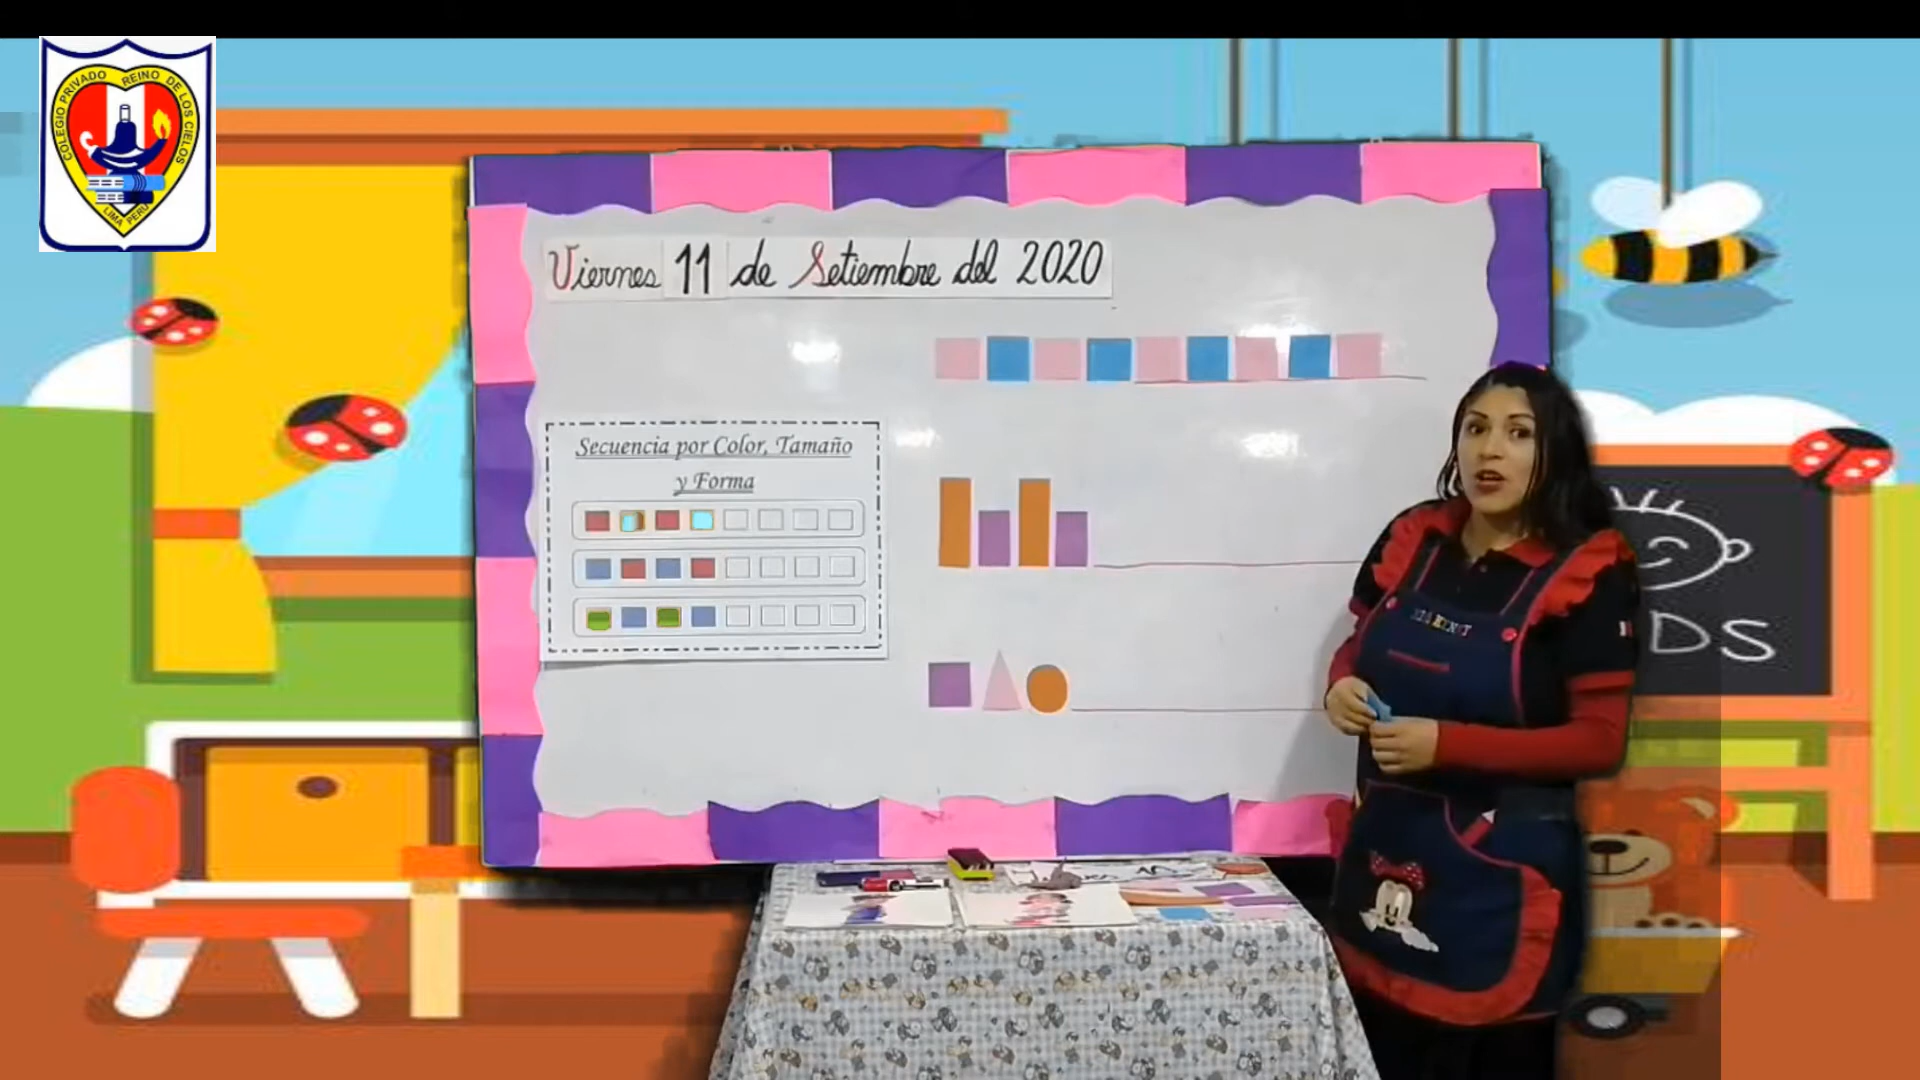 COLEGIO PRIVADO REINO DE LOS CIELOS
LIMA PERU
Viernes 11 de Setiembre del 2020
Secuencia por Color, Tamaño
y Forma
DS